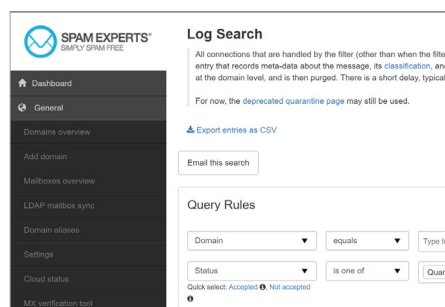 SPAM EXPERTS®
SIMPLY SPAM FREE
Dashboard
General
Domains overview
Add domain
Mailboxes overview
LDAP mailbox sync
Domain aliases
Settings
Cloud status
MX verification tool
Log Search
All connections that are handled by the filter (other than when the filte
entry that records meta-data about the message, its classification, an
at the domain level, and is then purged. There is a short delay, typical
For now, the deprecated quarantine page may still be used.
Export entries as CSV
Email this search
Query Rules
Domain equals Type to
Status is one of Quar
Quick select: Accepted, Not accepted